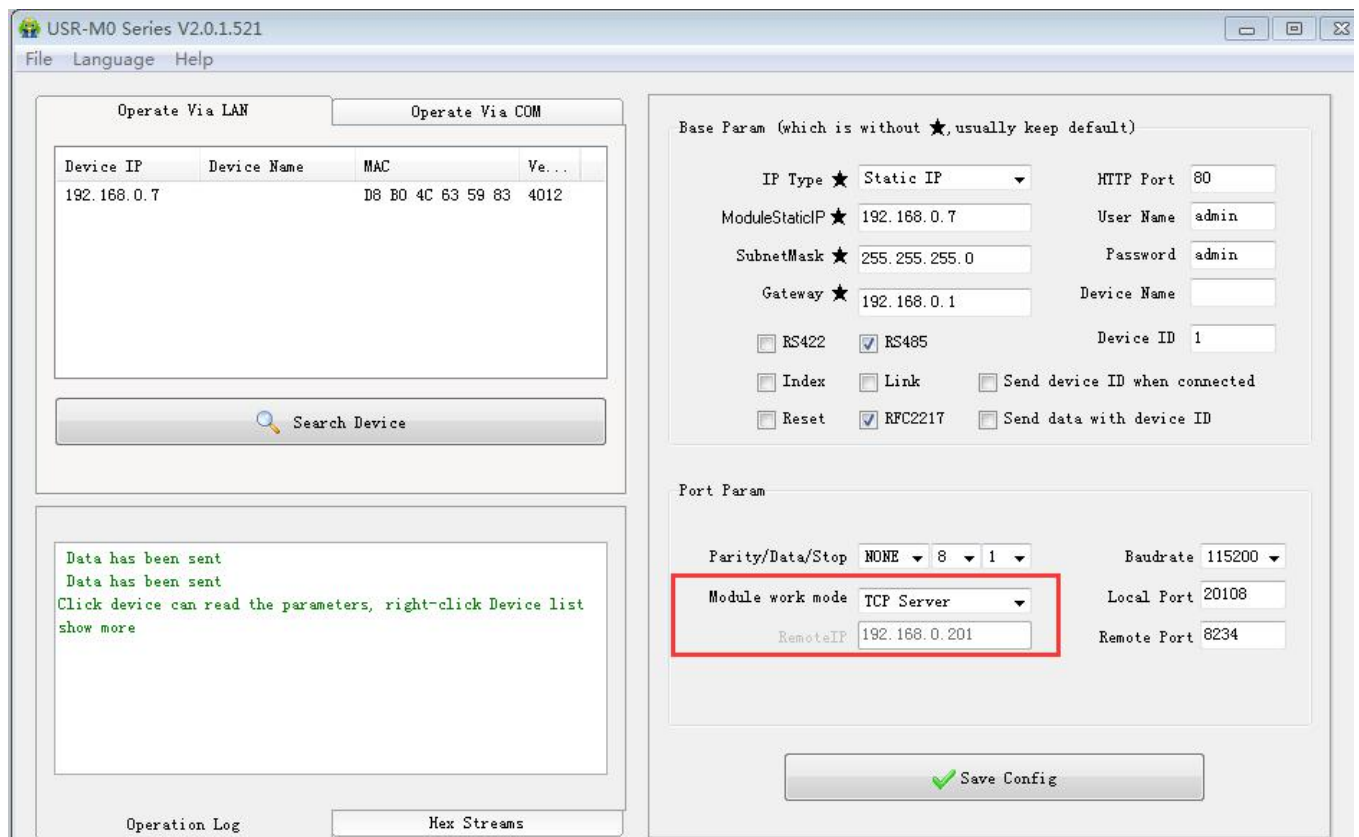 USR-M0 Series V2.0.1.521
File Language Help
Operate Via LAN
Operate Via COM
Device IP Device Name MAC Ve...
192.168.0.7 D8 B0 4C 63 59 83 4012
Search Device
Data has been sent
Data has been sent
Click device can read the parameters, right-click Device list
show more
Operation Log
Hex Streams
Base Param (which is without ★,usually keep default)
IP Type ★ Static IP
HTTP Port 80
ModuleStaticIP ★ 192.168.0.7
User Name admin
SubnetMask ★ 255.255.255.0
Password admin
Gateway ★ 192.168.0.1
Device Name
RS422 RS485
Device ID 1
Index Link Send device ID when connected
Reset RFC2217 Send data with device ID
Port Param
Parity/Data/Stop NONE 8 1
Baudrate 115200
Module work mode TCP Server
Local Port 20108
RemoteIP 192.168.0.201
Remote Port 8234
Save Config